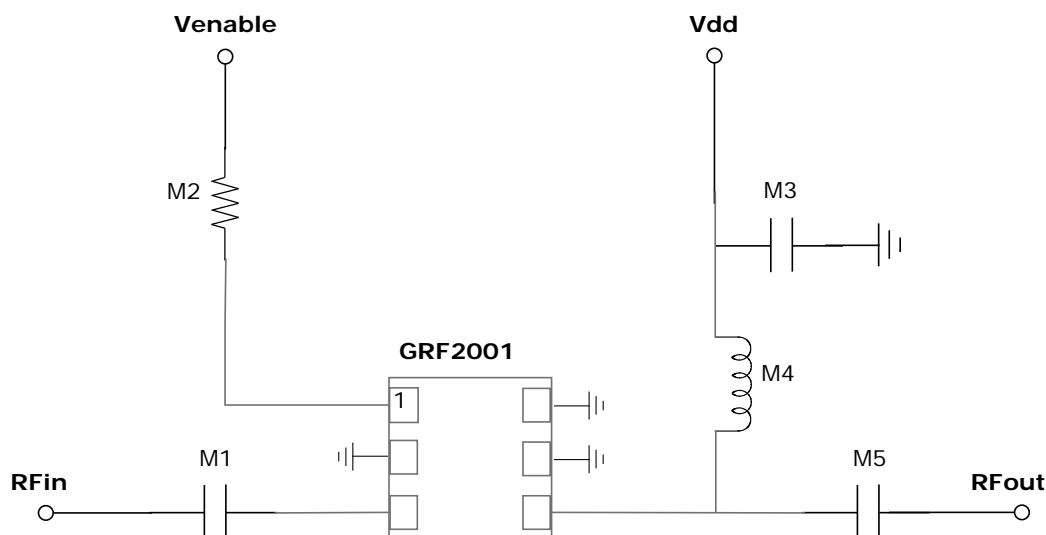 Venable
Vdd
M2
M3
GRF2001
M4
1
M1
M5
RFin
RFout